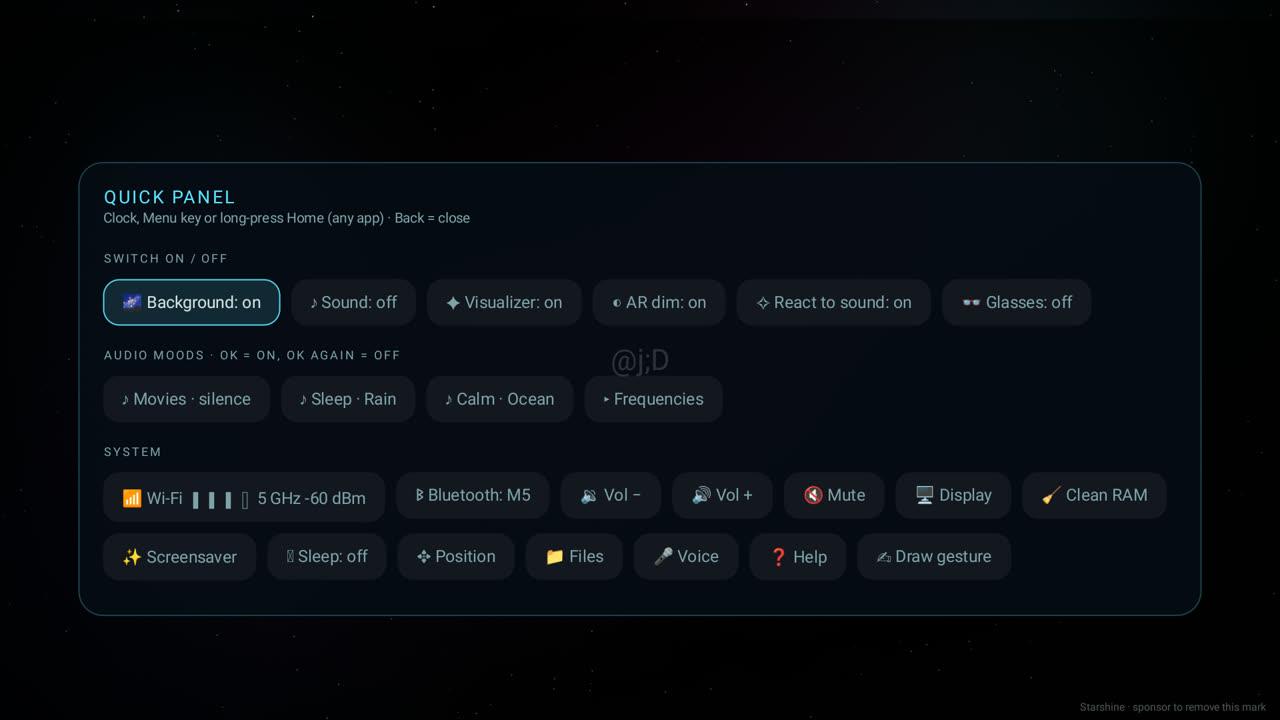 QUICK PANEL
Clock, Menu key or long-press Home (any app) · Back = close
SWITCH ON / OFF
🌌 Background: on ♪ Sound: off ✦ Visualizer: on ◐ AR dim: on ✧ React to sound: on 👓 Glasses: off
AUDIO MOODS · OK = ON, OK AGAIN = OFF
@j;D
♪ Movies · silence ♪ Sleep · Rain ♪ Calm · Ocean ▸ Frequencies
SYSTEM
📶 Wi-Fi ▮▮▮▯ 5 GHz -60 dBm ᛒ Bluetooth: M5 🔉 Vol − 🔊 Vol + 🔇 Mute 🖥️ Display 🧹 Clean RAM
✨ Screensaver Sleep: off ✥ Position 📁 Files 🎤 Voice ❓ Help ✍ Draw gesture
Starshine · sponsor to remove this mark